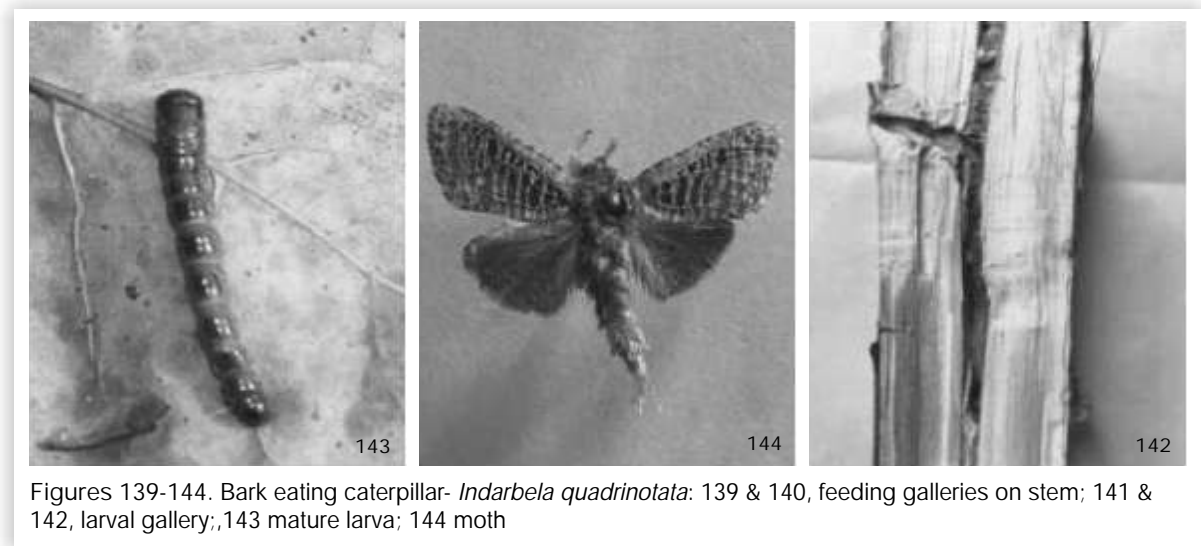 143
144
142
Figures 139-144. Bark eating caterpillar- Indarbela quadrinotata: 139 & 140, feeding galleries on stem; 141 &
142, larval gallery;,143 mature larva; 144 moth